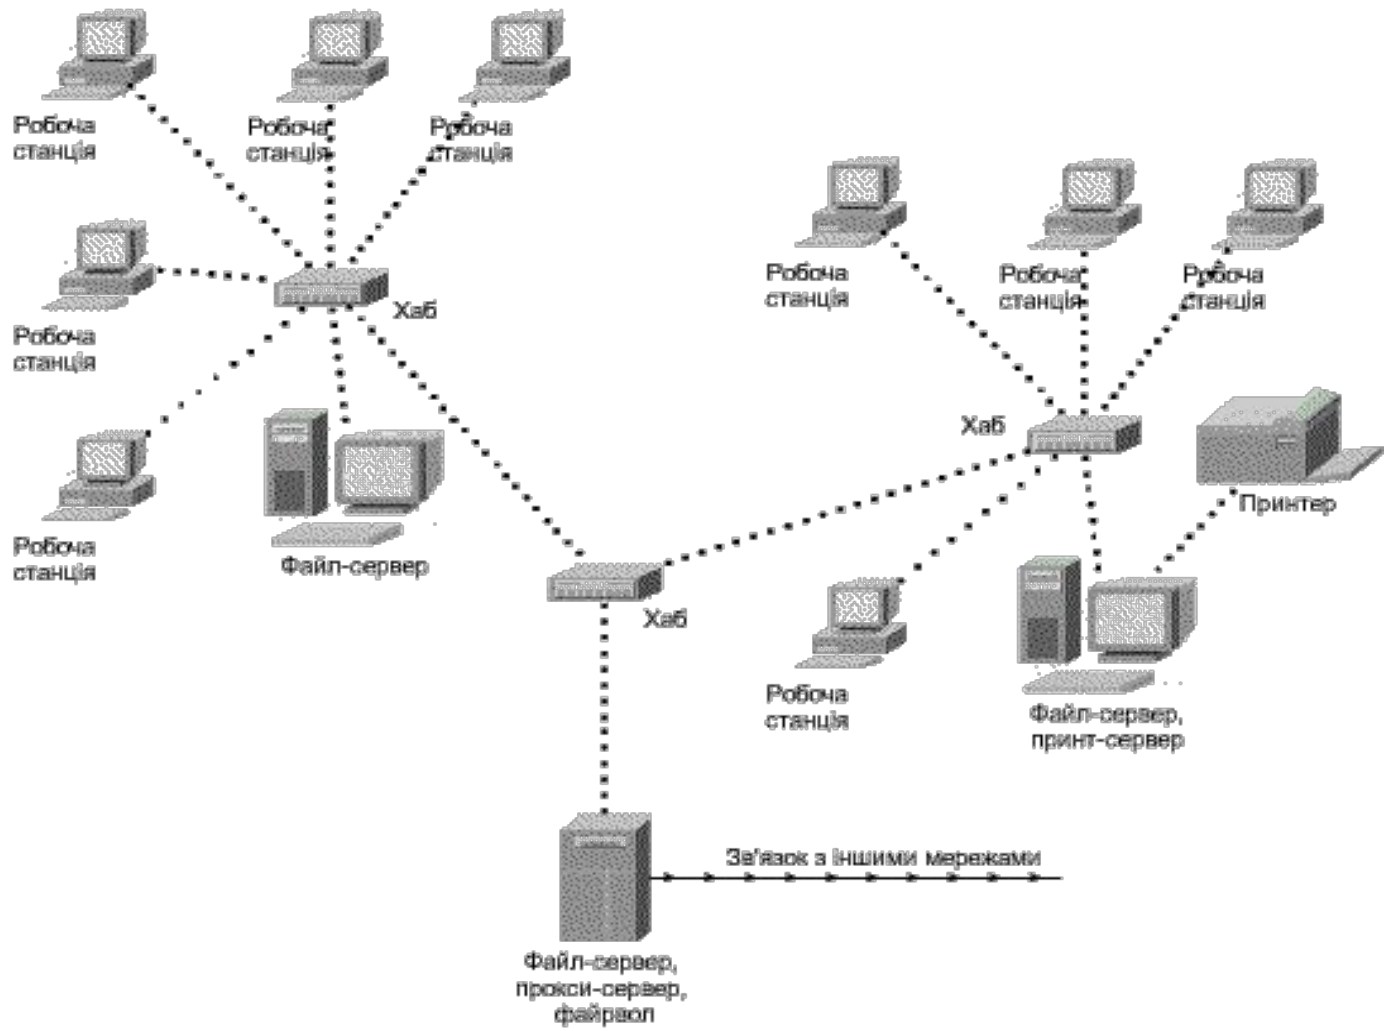 Робоча
станція
Робоча
станція
Робоча
станція
Робоча
станція
Робоча
станція
Робоча
станція
Хаб
Робоча
станція
Робоча
станція
Хаб
Принтер
Робоча
станція
Файл-сервер
Хаб
Робоча
станція
Файл-сервер,
принт-сервер
Зв'язок з іншими мережами
Файл-сервер,
прокси-сервер,
файрвол